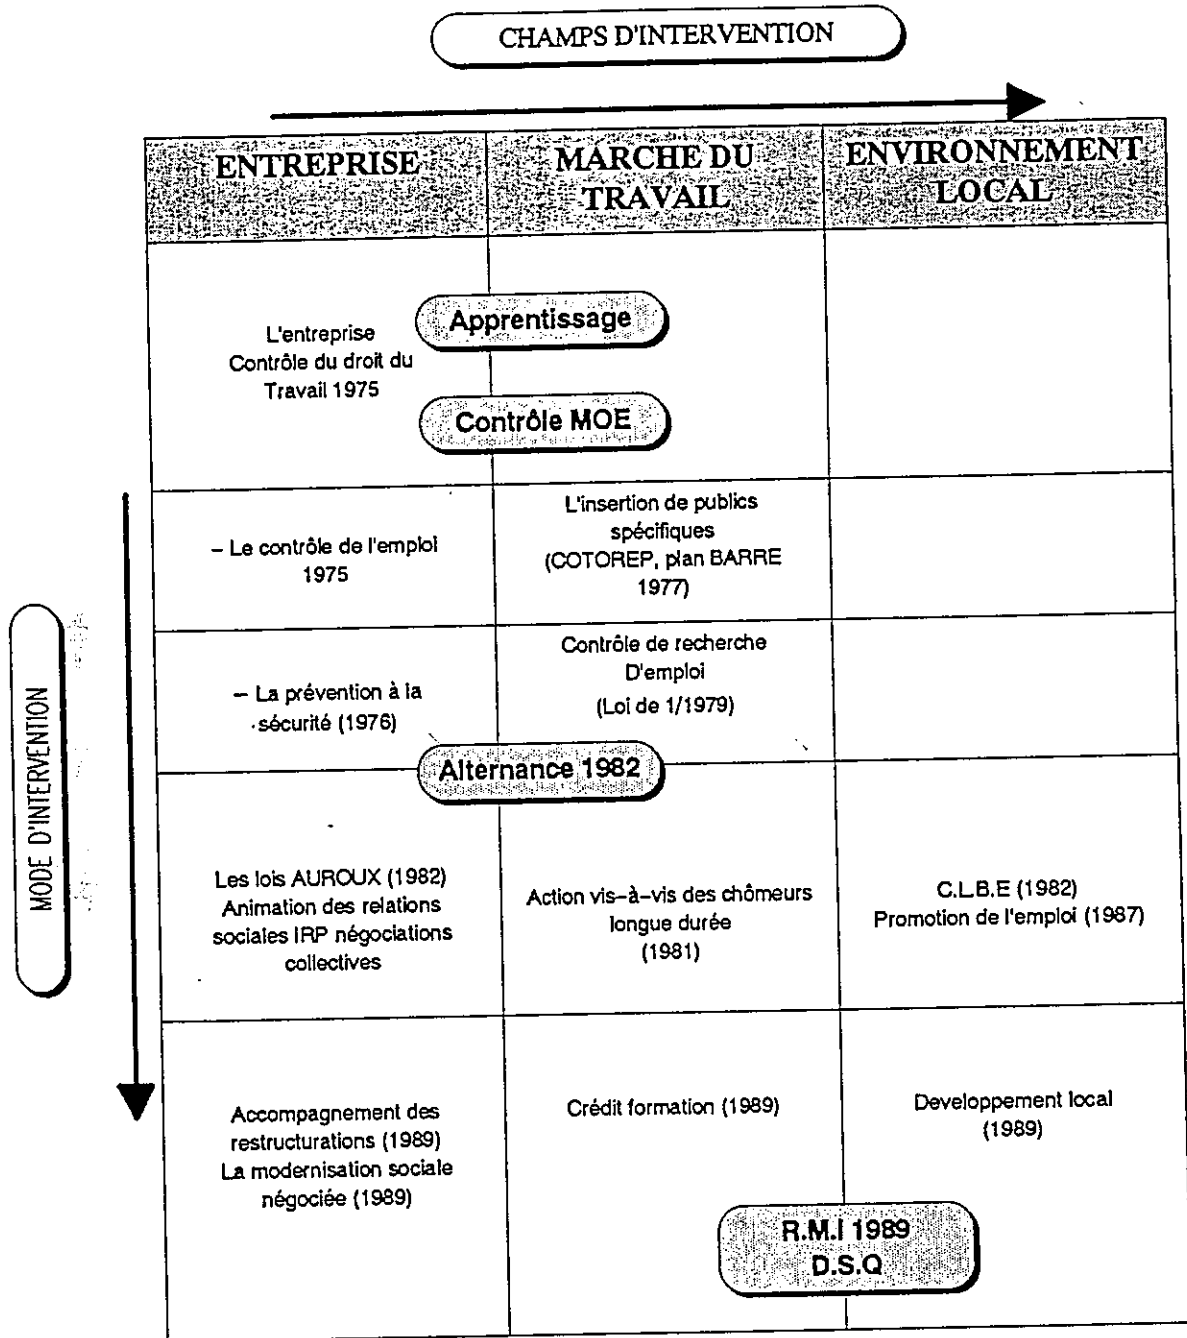 CHAMPS D'INTERVENTION
ENTREPRISE
MARCHE DU
TRAVAIL
ENVIRONNEMENT
LOCAL
L'entreprise
Contrôle du droit du
Travail 1975
Apprentissage
Contrôle MOE
– Le contrôle de l'emploi
1975
L'insertion de publics
spécifiques
(COTOREP, plan BARRE
1977)
– La prévention à la
sécurité (1976)
Contrôle de recherche
D'emploi
(Loi de 1/1979)
Alternance 1982
MODE D'INTERVENTION
Les lois AUROUX (1982)
Animation des relations
sociales IRP négociations
collectives
Action vis–à–vis des chômeurs
longue durée
(1981)
C.L.B.E (1982)
Promotion de l'emploi (1987)
Accompagnement des
restructurations (1989)
La modernisation sociale
négociée (1989)
Crédit formation (1989)
Developpement local
(1989)
R.M.I 1989
D.S.Q